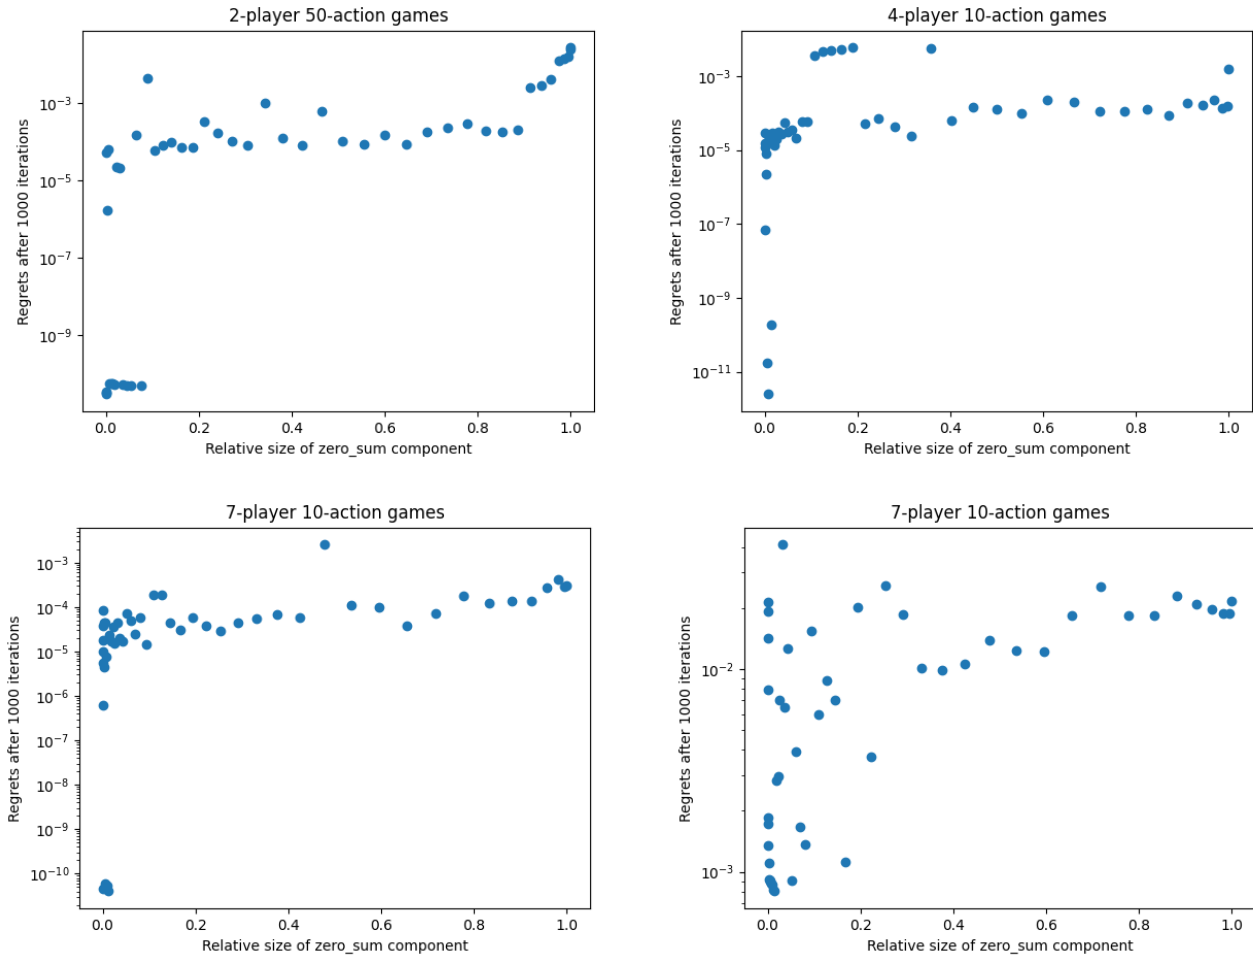 2-player 50-action games
Regrets after 1000 iterations
10⁻³
10⁻⁵
10⁻⁷
10⁻⁹
0.0 0.2 0.4 0.6 0.8 1.0
Relative size of zero_sum component
4-player 10-action games
Regrets after 1000 iterations
10⁻³
10⁻⁵
10⁻⁷
10⁻⁹
10⁻¹¹
0.0 0.2 0.4 0.6 0.8 1.0
Relative size of zero_sum component
7-player 10-action games
Regrets after 1000 iterations
10⁻³
10⁻⁴
10⁻⁵
10⁻⁶
10⁻⁷
10⁻⁸
10⁻⁹
10⁻¹⁰
0.0 0.2 0.4 0.6 0.8 1.0
Relative size of zero_sum component
7-player 10-action games
Regrets after 1000 iterations
10⁻²
10⁻³
0.0 0.2 0.4 0.6 0.8 1.0
Relative size of zero_sum component